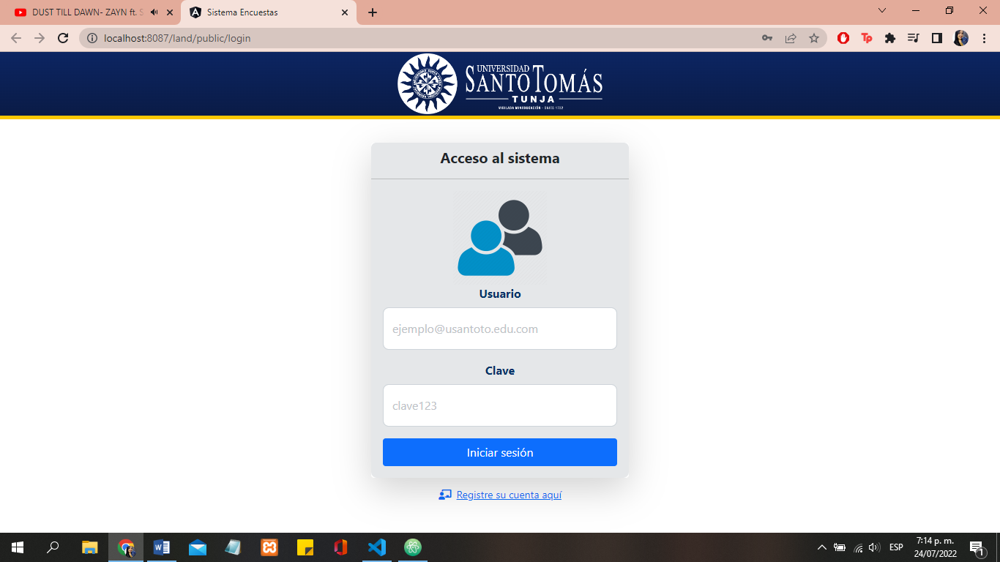 DUST TILL DAWN- ZAYN ft. S
Sistema Encuestas
localhost:8087/land/public/login
UNIVERSIDAD
SANTO TOMÁS
TUNJA
VIGILADA MINEDUCACIÓN - SNIES 1732
Acceso al sistema
Usuario
ejemplo@usantoto.edu.com
Clave
clave123
Iniciar sesión
Registre su cuenta aquí
ESP
7:14 p. m.
24/07/2022
1